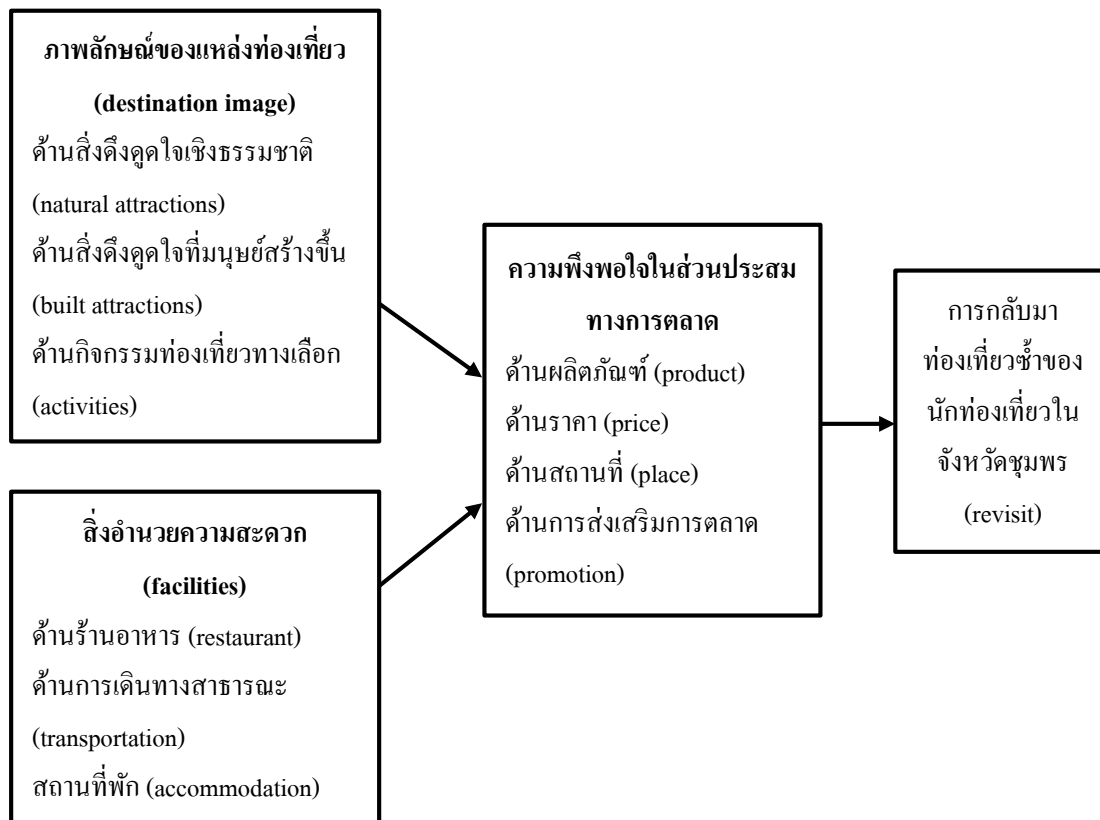 ภาพลักษณ์ของแหล่งท่องเที่ยว
(destination image)
ด้านสิ่งดึงดูดใจเชิงธรรมชาติ
(natural attractions)
ด้านสิ่งดึงดูดใจที่มนุษย์สร้างขึ้น
(built attractions)
ด้านกิจกรรมท่องเที่ยวทางเลือก
(activities)
สิ่งอำนวยความสะดวก
(facilities)
ด้านร้านอาหาร (restaurant)
ด้านการเดินทางสาธารณะ
(transportation)
สถานที่พัก (accommodation)
ความพึงพอใจในส่วนประสม
ทางการตลาด
ด้านผลิตภัณฑ์ (product)
ด้านราคา (price)
ด้านสถานที่ (place)
ด้านการส่งเสริมการตลาด
(promotion)
การกลับมา
ท่องเที่ยวซ้ำของ
นักท่องเที่ยวใน
จังหวัดชุมพร
(revisit)